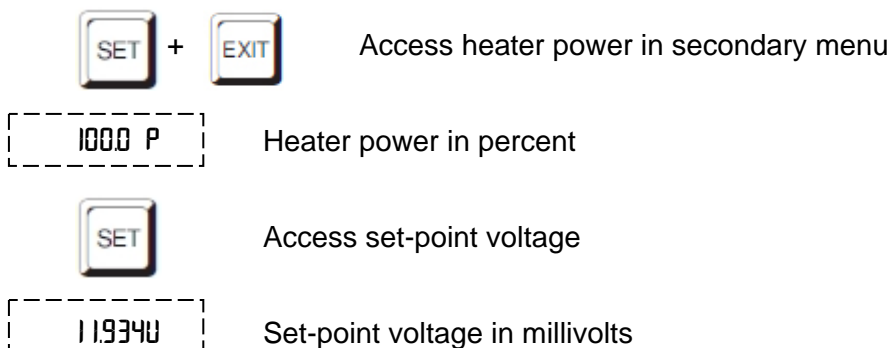 SET + EXIT Access heater power in secondary menu
100.0 P Heater power in percent
SET Access set-point voltage
11.934U Set-point voltage in millivolts